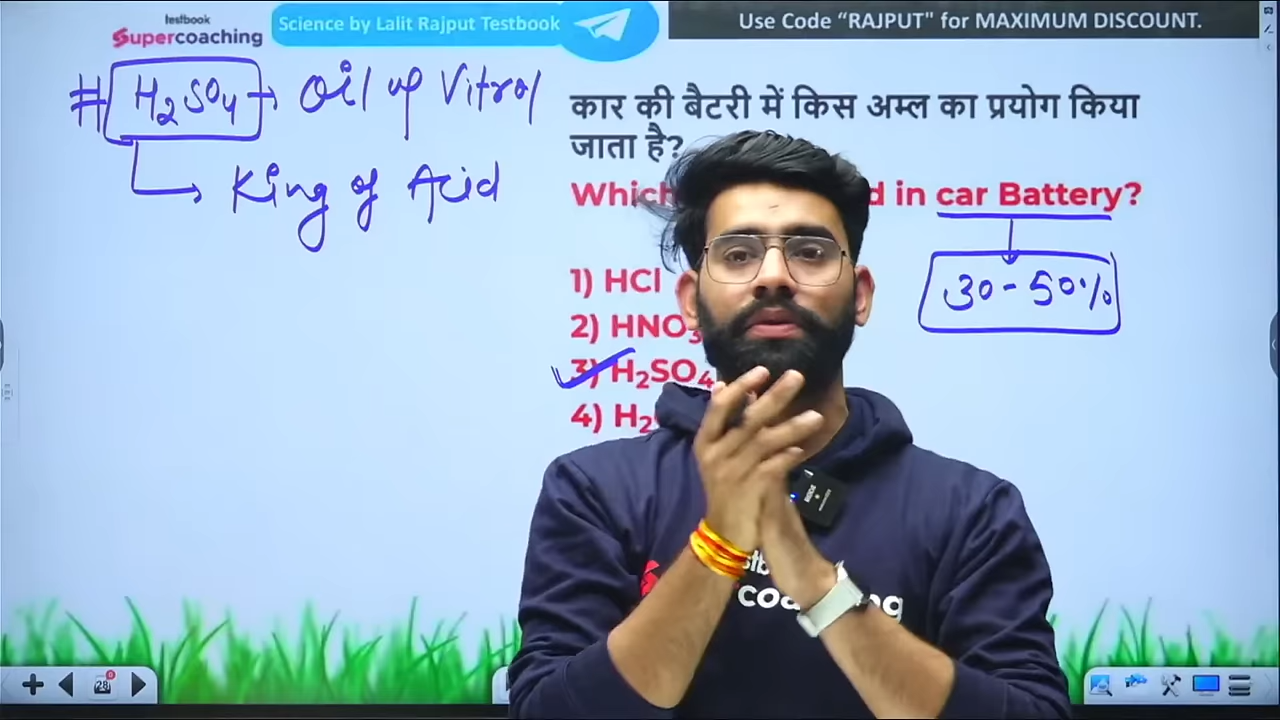 testbook
Supercoaching
Science by Lalit Rajput Testbook
Use Code “RAJPUT" for MAXIMUM DISCOUNT.
# H₂SO₄ → Oil of Vitrol
→ King of Acid
कार की बैटरी में किस अम्ल का प्रयोग किया
जाता है?
Which d in car Battery?
30-50%
1) HCl
2) HNO₃
3) H₂SO₄
4) H₂
28